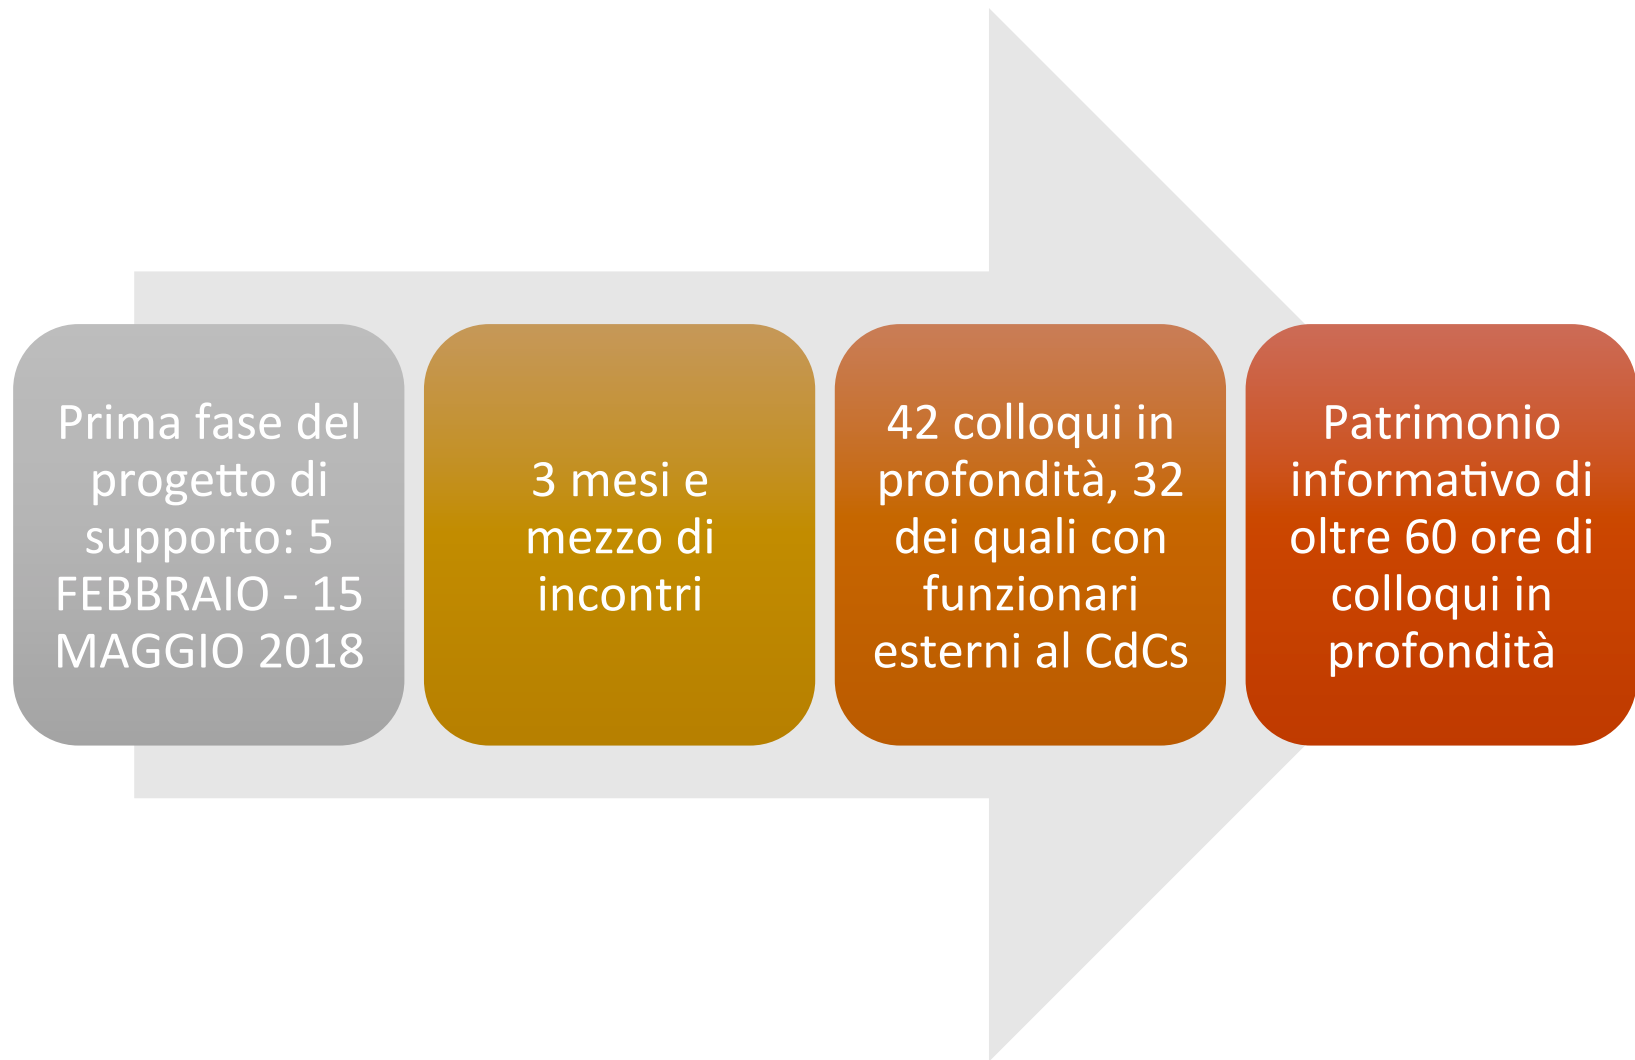 Prima fase del
progetto di
supporto: 5
FEBBRAIO - 15
MAGGIO 2018
3 mesi e
mezzo di
incontri
42 colloqui in
profondità, 32
dei quali con
funzionari
esterni al CdCs
Patrimonio
informativo di
oltre 60 ore di
colloqui in
profondità